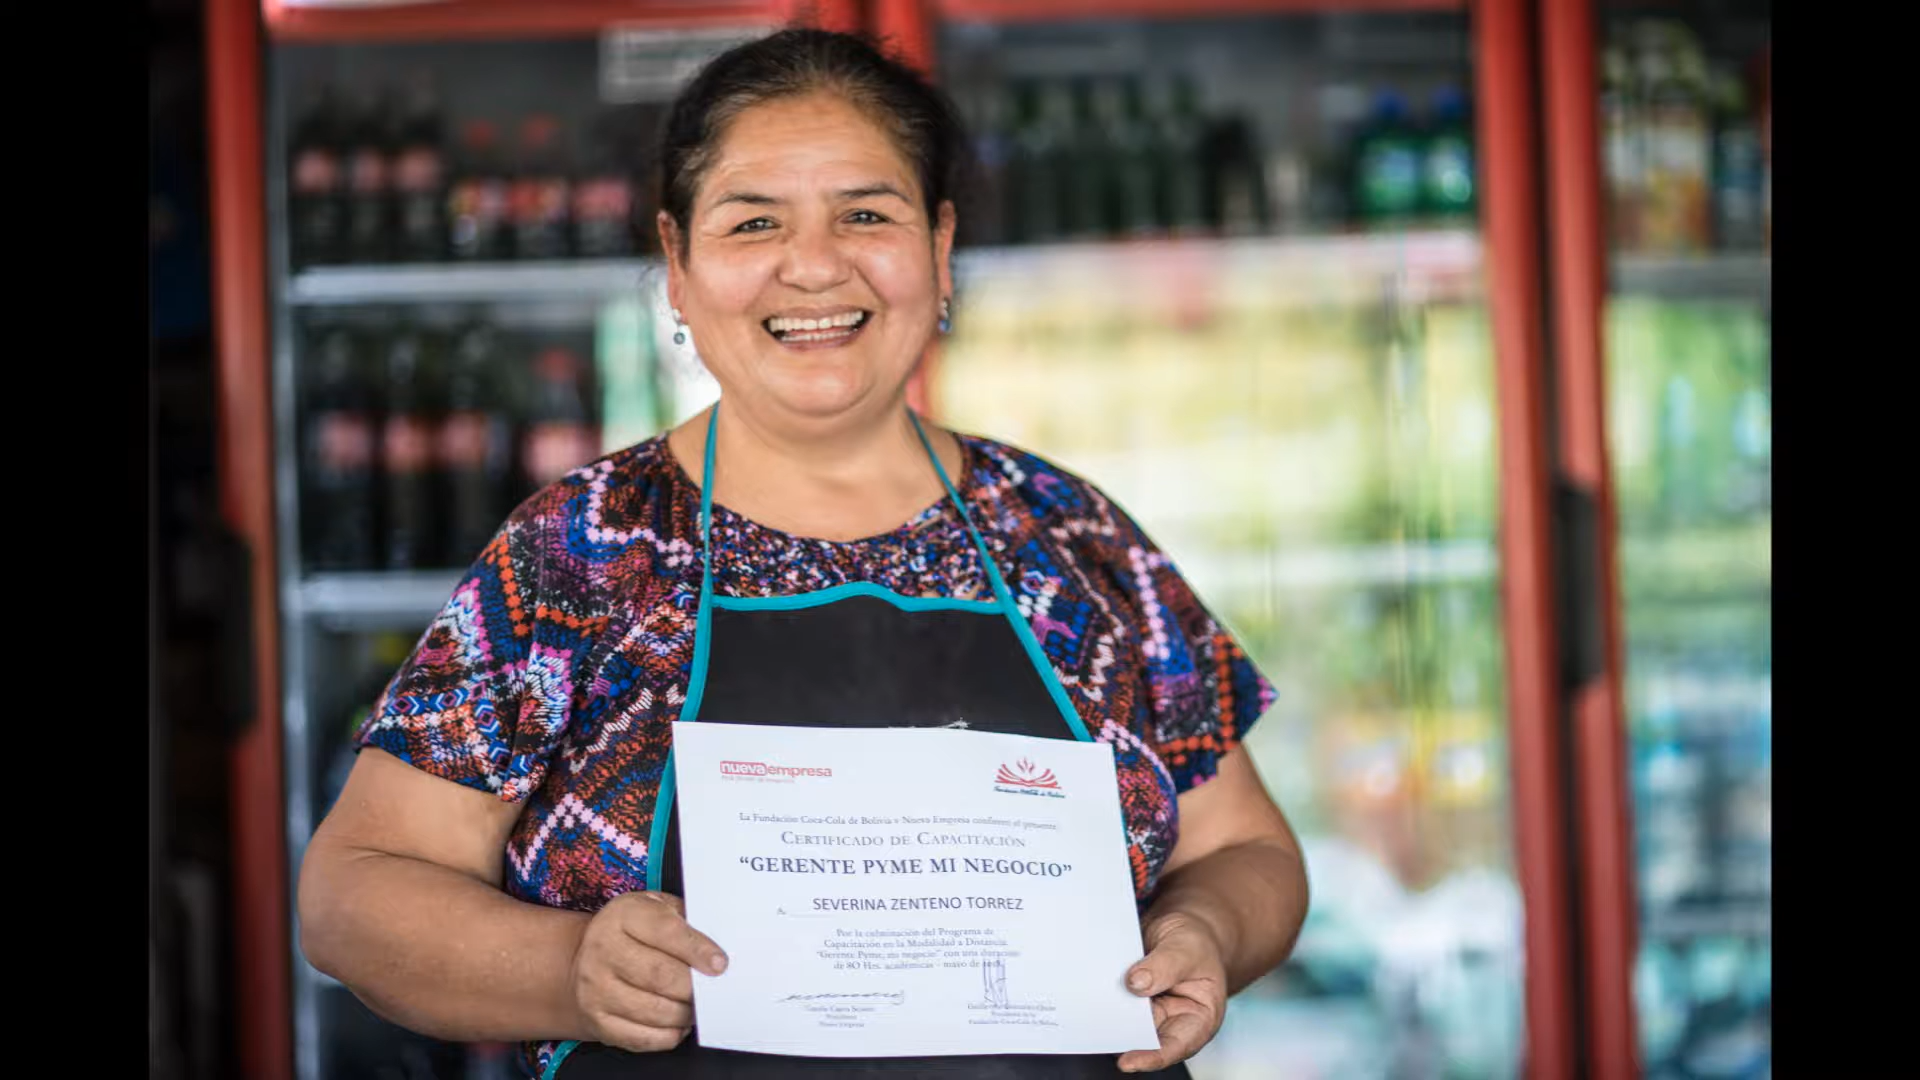 nuevaempresa
La Fundación Coca-Cola de Bolivia y Nueva Empresa confieren el presente
CERTIFICADO DE CAPACITACIÓN
“GERENTE PYME MI NEGOCIO”
A. SEVERINA ZENTENO TORREZ
Por la culminación del Programa de
Capacitación en la Modalidad a Distancia
"Gerente Pyme, mi negocio" con una duración
de 80 Hrs. académicas - mayo de
Presidente
Nueva Empresa
Presidente de la
Fundación Coca-Cola de Bolivia